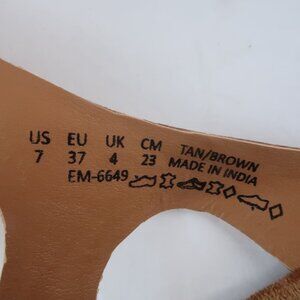 US EU UK CM TAN/BROWN
7 37 4 23 MADE IN INDIA
EM-6649